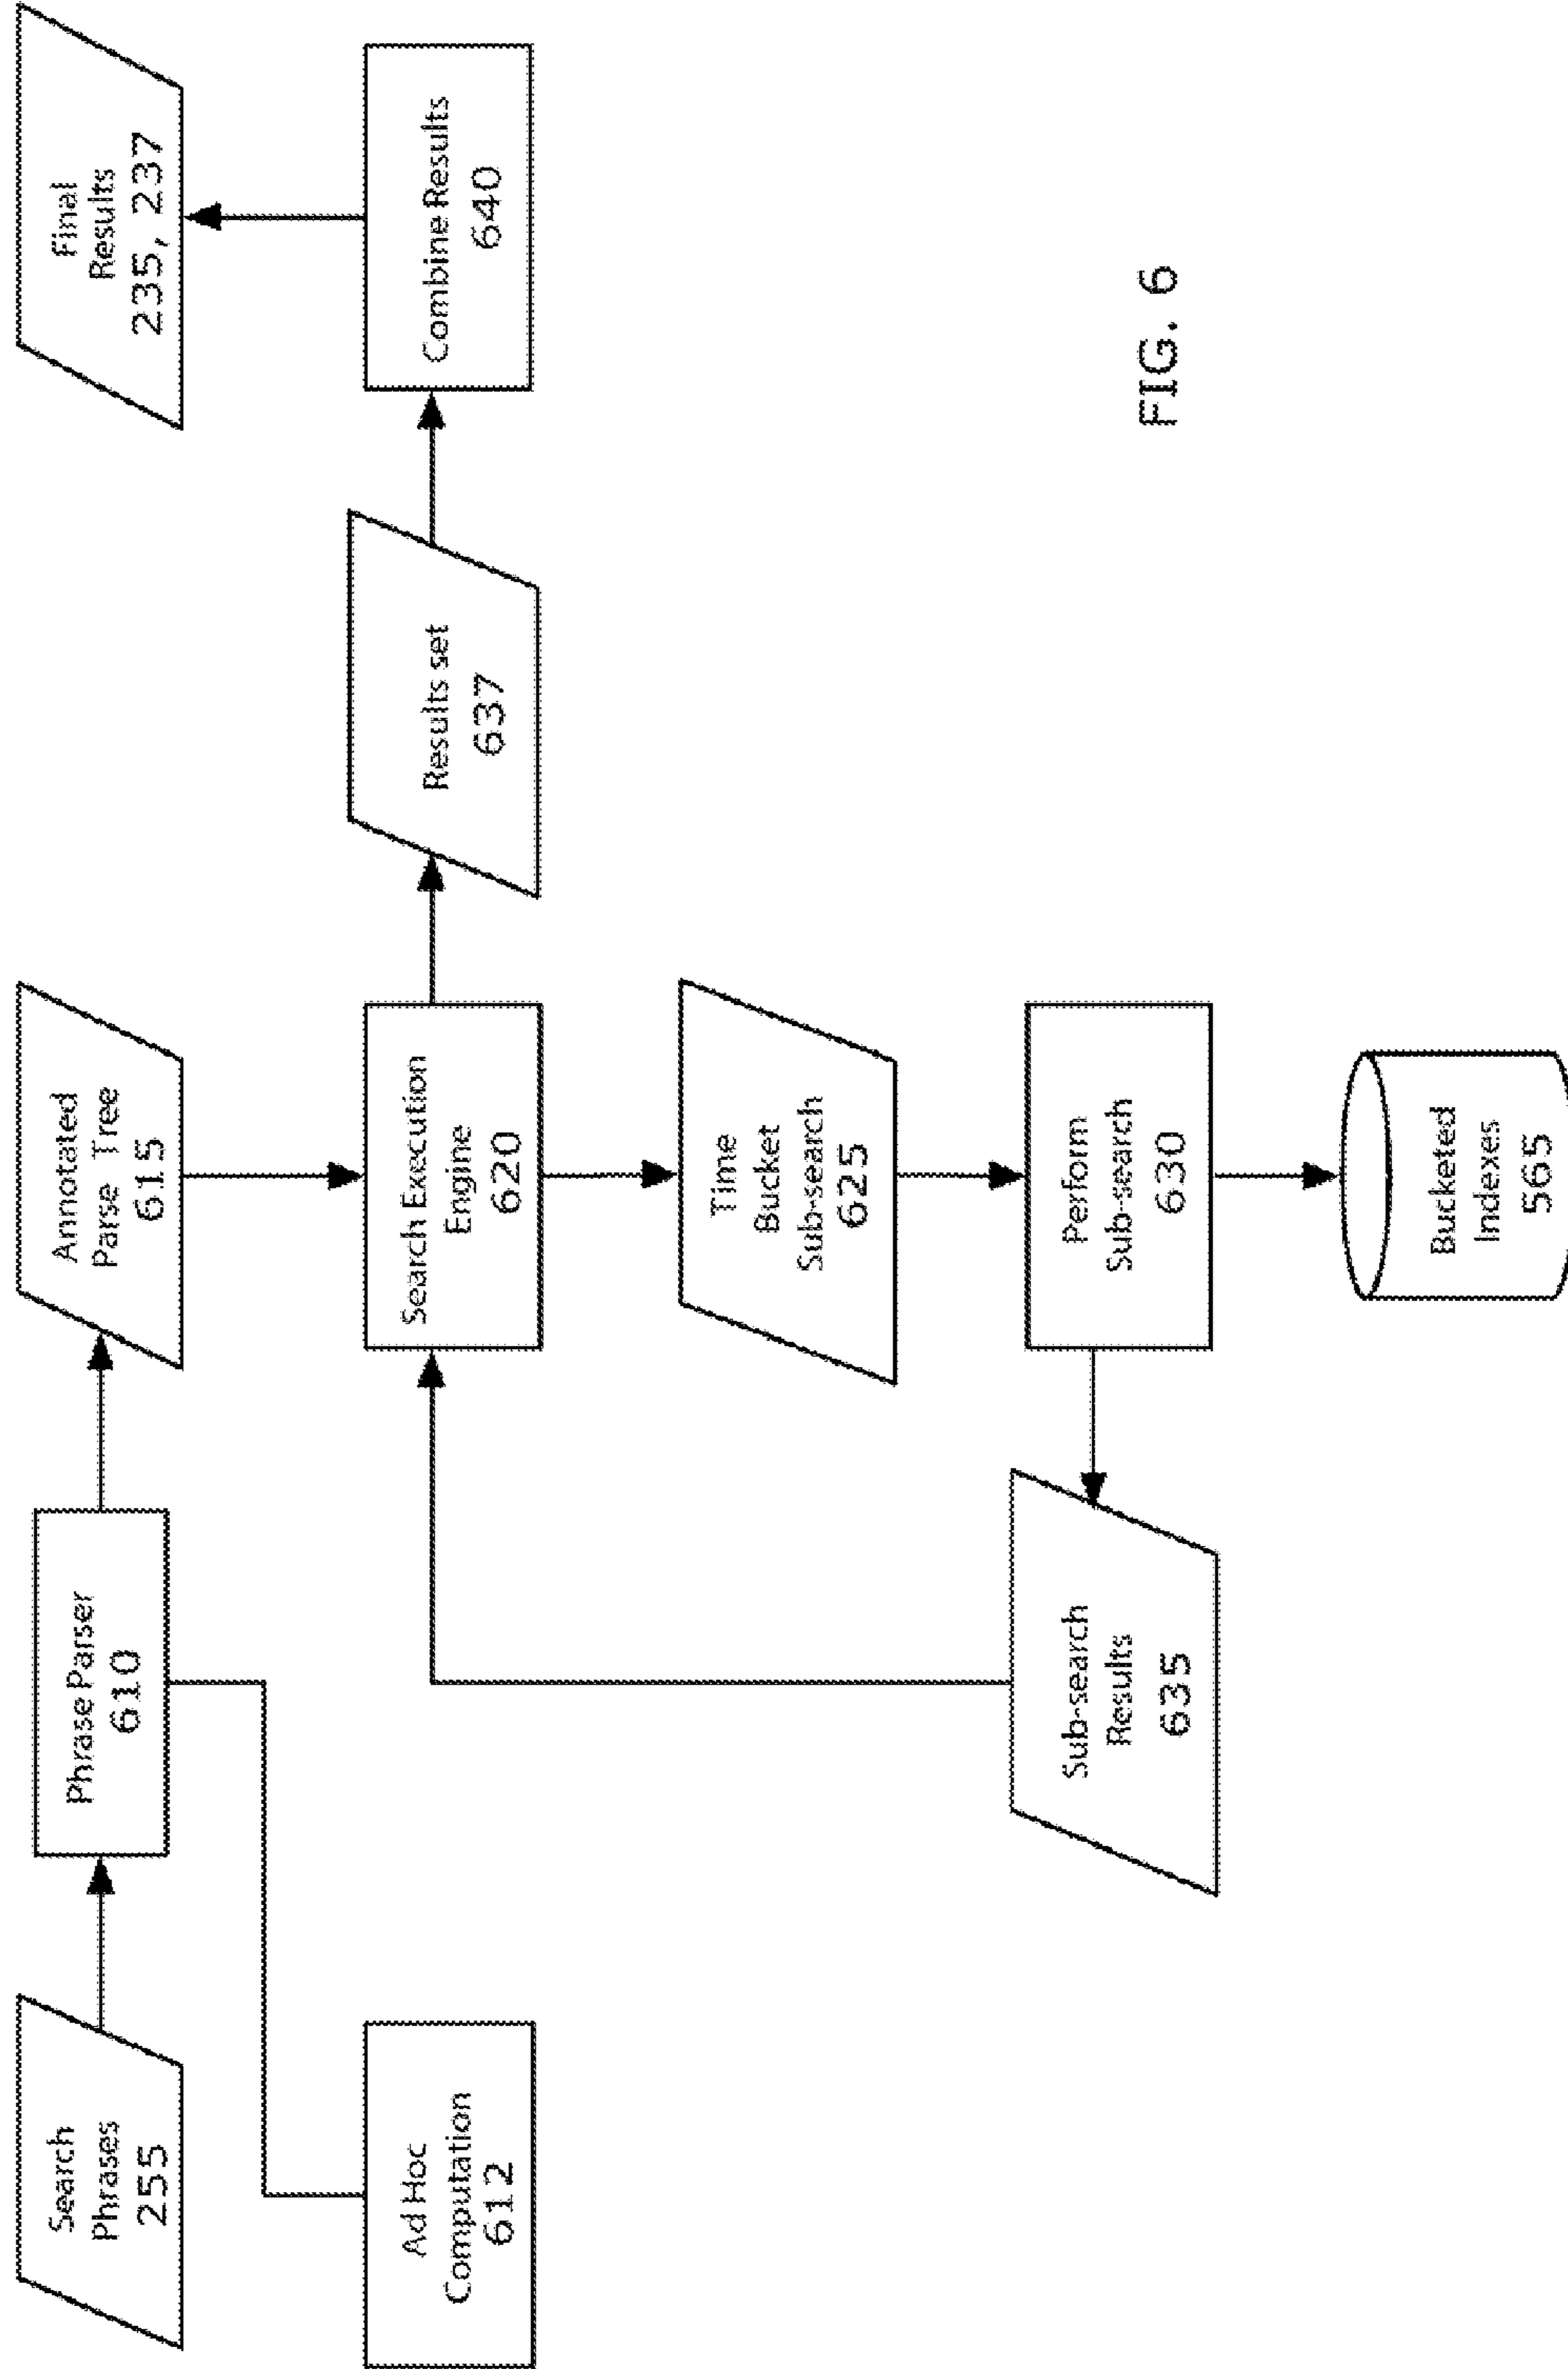 Search
Phrases
255
Phrase Parser
610
Annotated
Parse Tree
615
Final
Results
235, 237
Ad Hoc
Computation
612
Search Execution
Engine
620
Results set
637
Combine Results
640
Time
Bucket
Sub-search
625
Sub-search
Results
635
Perform
Sub-search
630
Bucketed
Indexes
565
FIG. 6